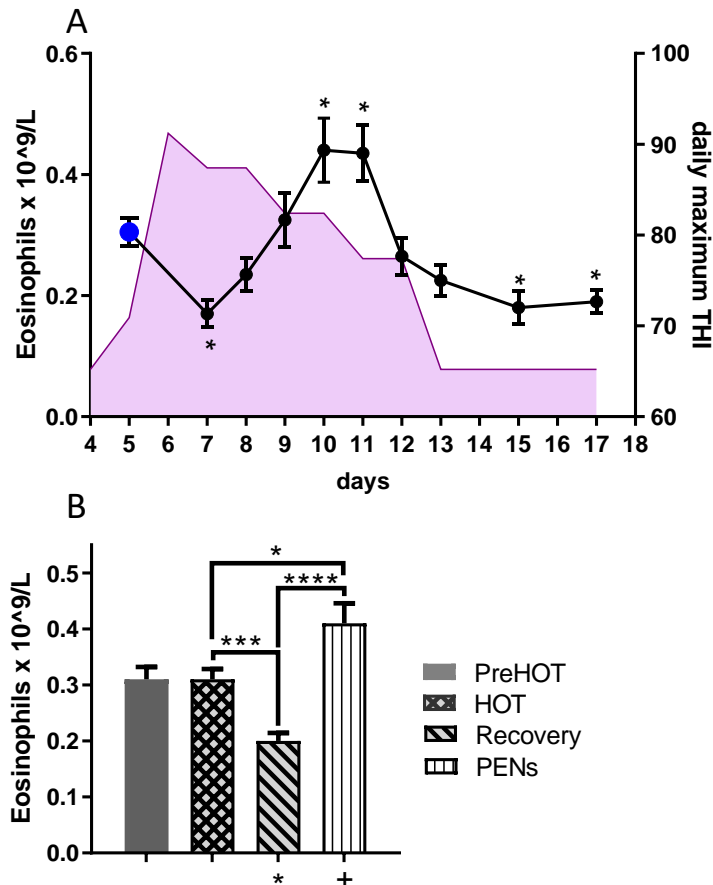 A
Eosinophils x 10^9/L
0.6
0.4
0.2
0.0
* * * * *
100
90
80
70
60
daily maximum THI
4 5 6 7 8 9 10 11 12 13 14 15 16 17 18
days
B
Eosinophils x 10^9/L
0.5
0.4
0.3
0.2
0.1
0.0
*
****
***
* +
PreHOT
HOT
Recovery
PENs